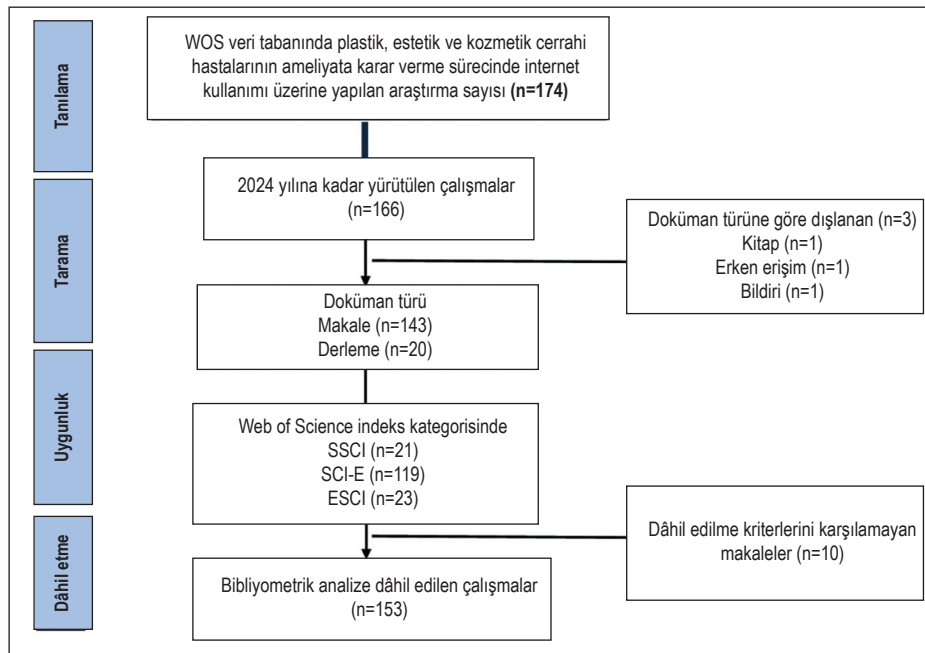 Tanılama
WOS veri tabanında plastik, estetik ve kozmetik cerrahi
hastalarının ameliyata karar verme sürecinde internet
kullanımı üzerine yapılan araştırma sayısı (n=174)
Tarama
2024 yılına kadar yürütülen çalışmalar
(n=166)
Doküman türüne göre dışlanan (n=3)
Kitap (n=1)
Erken erişim (n=1)
Bildiri (n=1)
Doküman türü
Makale (n=143)
Derleme (n=20)
Uygunluk
Web of Science indeks kategorisinde
SSCI (n=21)
SCI-E (n=119)
ESCI (n=23)
Dâhil edilme kriterlerini karşılamayan
makaleler (n=10)
Dâhil etme
Bibliyometrik analize dâhil edilen çalışmalar
(n=153)